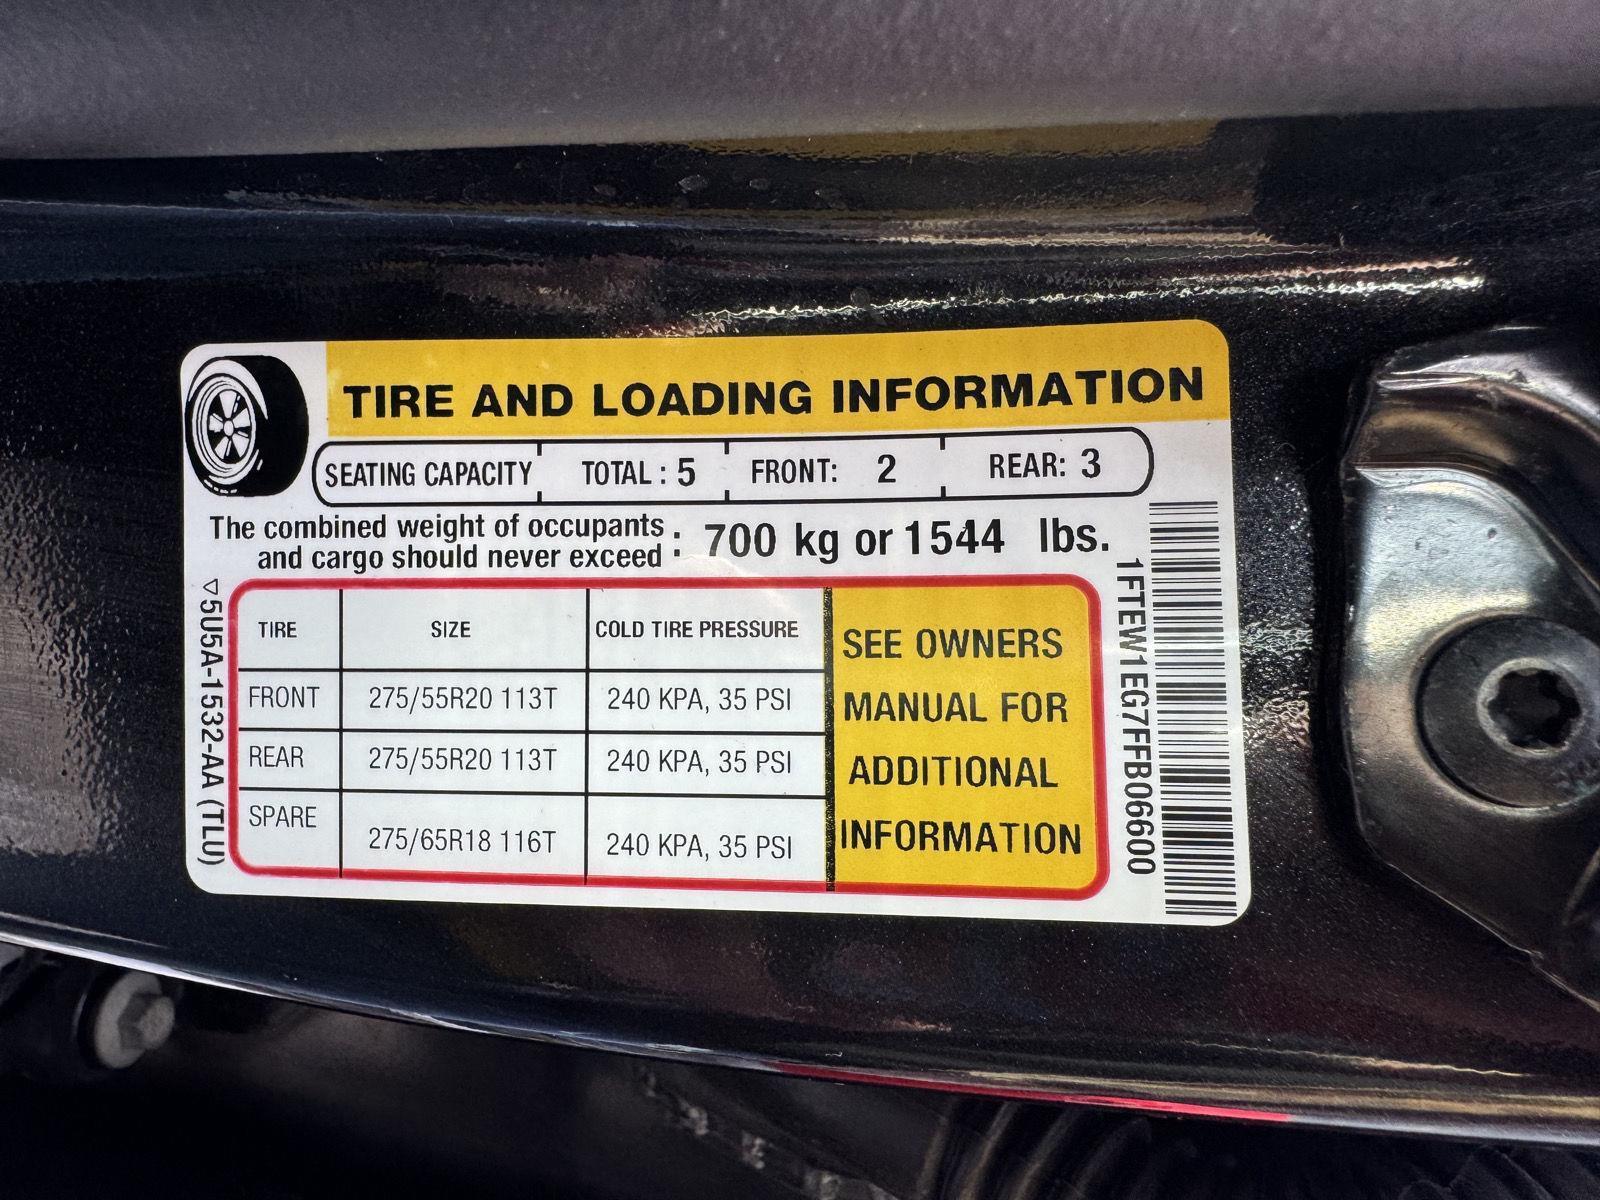 TIRE AND LOADING INFORMATION
SEATING CAPACITY TOTAL : 5 FRONT: 2 REAR: 3
The combined weight of occupants
and cargo should never exceed : 700 kg or 1544 lbs.
TIRE SIZE COLD TIRE PRESSURE
FRONT 275/55R20 113T 240 KPA, 35 PSI
REAR 275/55R20 113T 240 KPA, 35 PSI
SPARE 275/65R18 116T 240 KPA, 35 PSI
SEE OWNERS
MANUAL FOR
ADDITIONAL
INFORMATION
5U5A-1532-AA (TLU)
1FTEW1EG7FFB06600